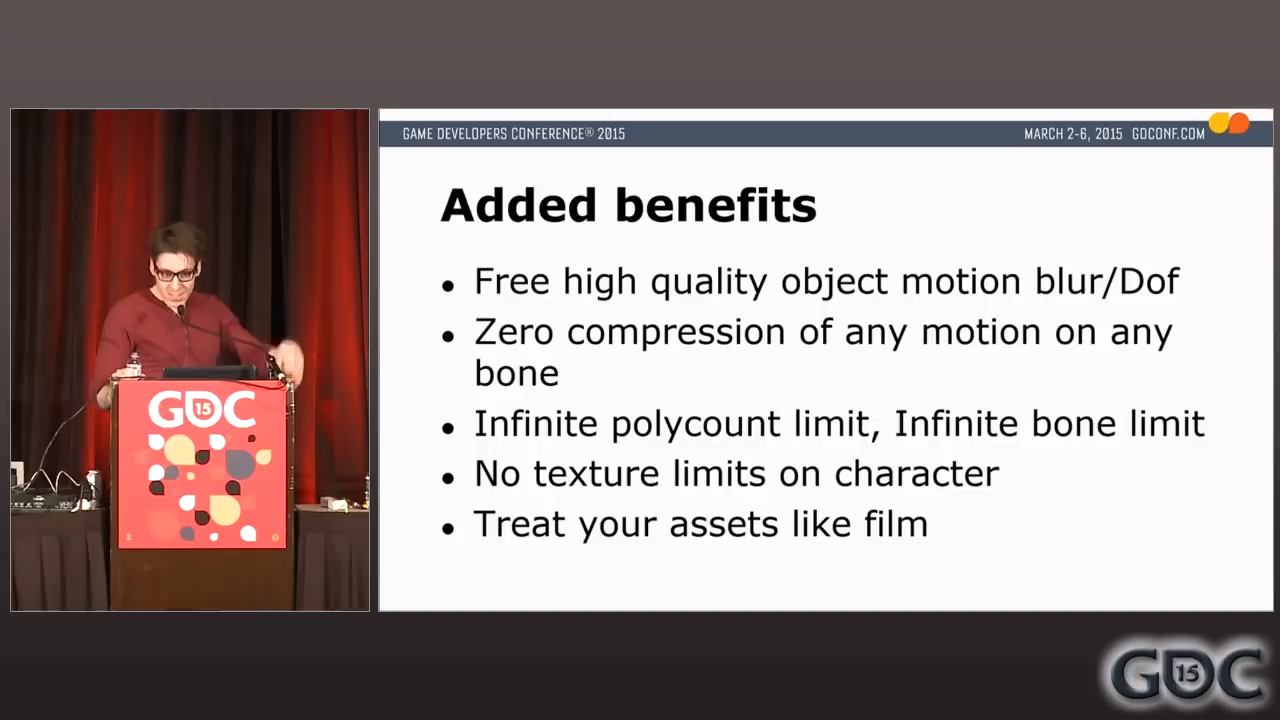 GAME DEVELOPERS CONFERENCE® 2015
MARCH 2-6, 2015 GDCONF.COM
Added benefits
• Free high quality object motion blur/Dof
• Zero compression of any motion on any
bone
• Infinite polycount limit, Infinite bone limit
• No texture limits on character
• Treat your assets like film
GDC
15
GDC
15